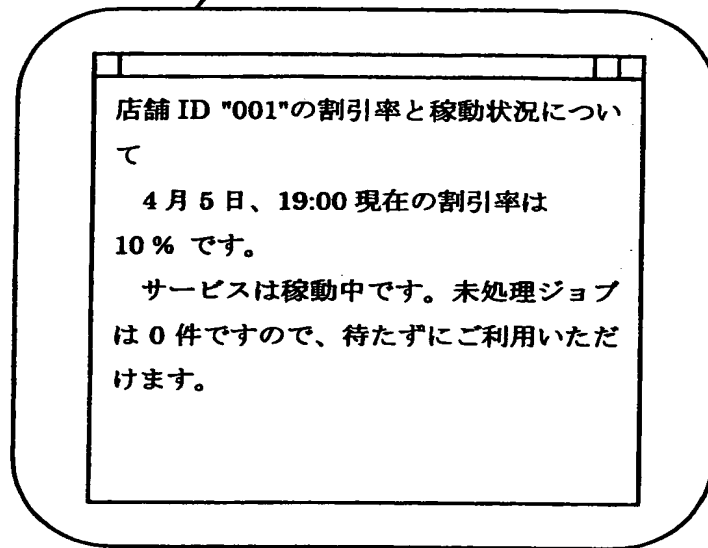 店舗 ID "001"の割引率と稼動状況につい
て
4 月 5 日、19:00 現在の割引率は
10 % です。
サービスは稼動中です。未処理ジョブ
は 0 件ですので、待たずにご利用いただ
けます。